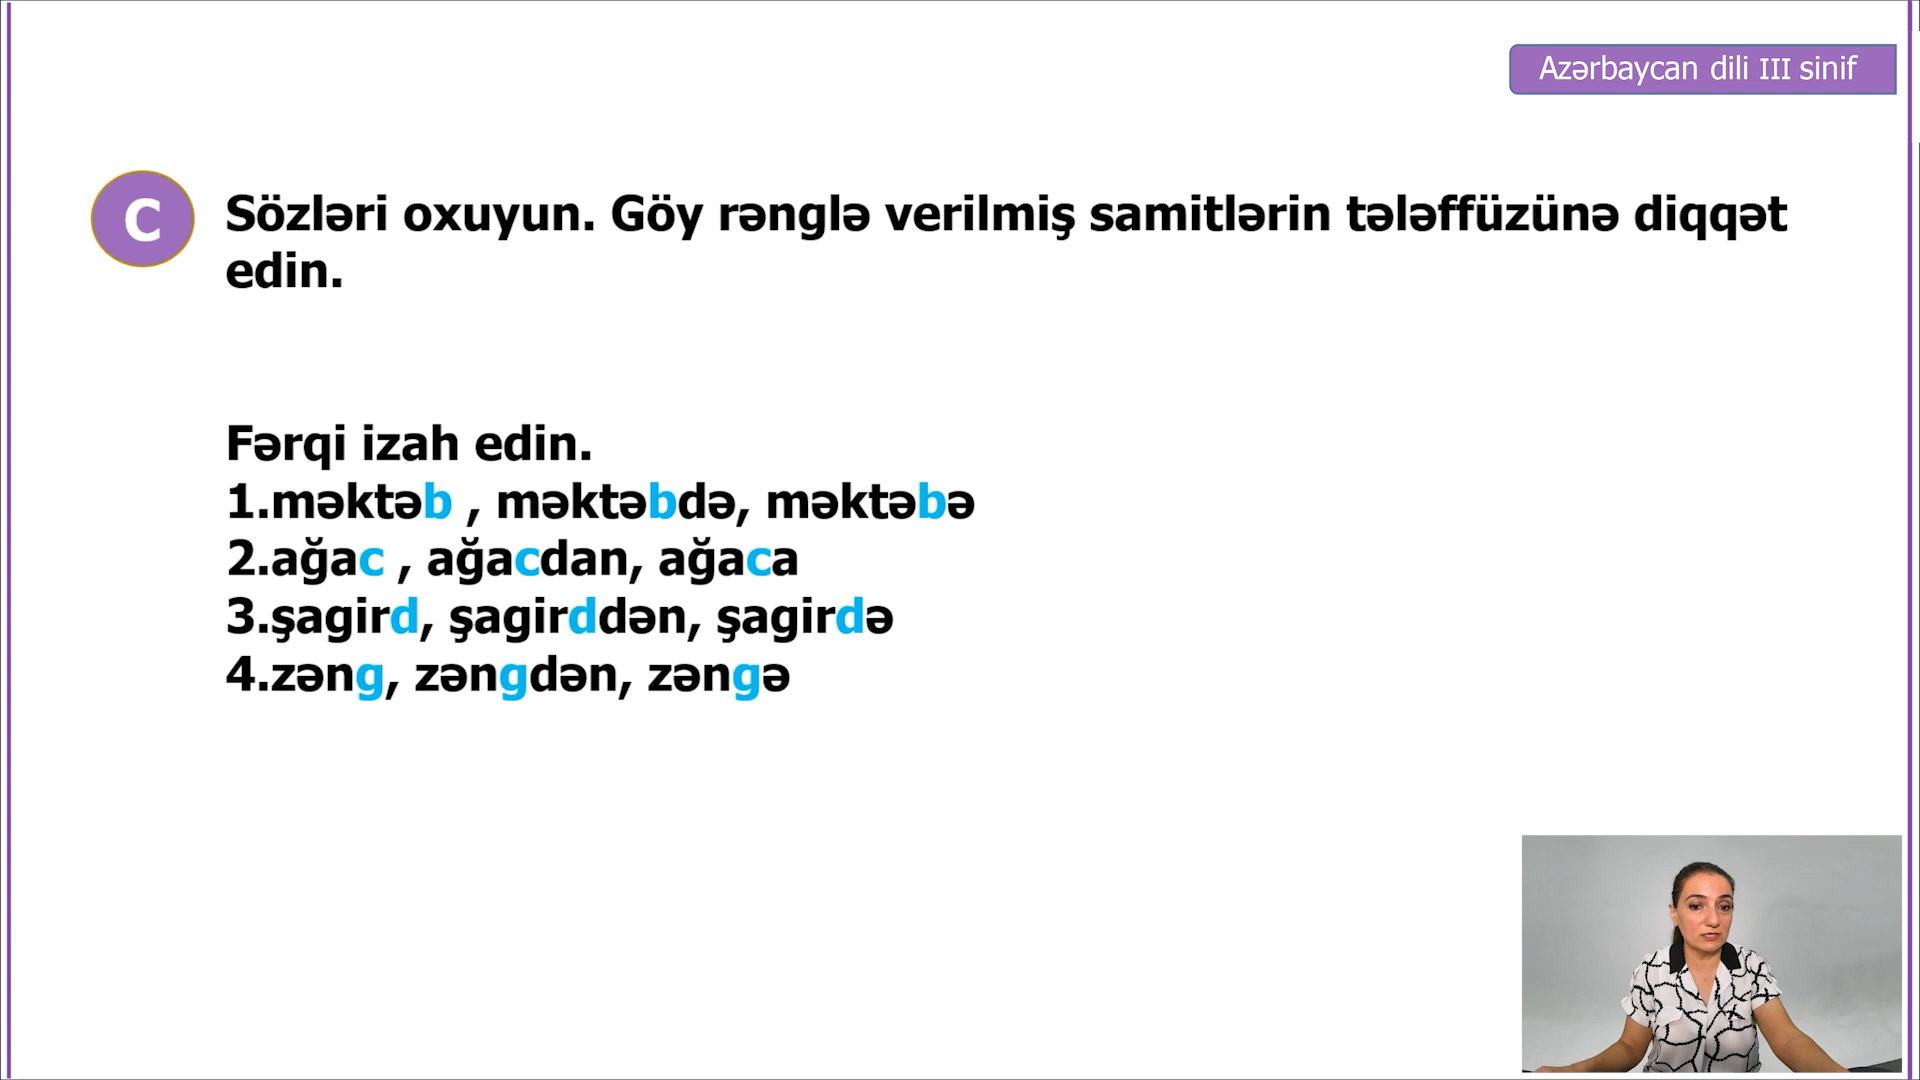 Azərbaycan dili III sinif
C
Sözləri oxuyun. Göy rənglə verilmiş samitlərin tələffüzünə diqqət
edin.
Fərqi izah edin.
1.məktəb , məktəbdə, məktəbə
2.ağac , ağacdan, ağaca
3.şagird, şagirddən, şagirdə
4.zəng, zəngdən, zəngə